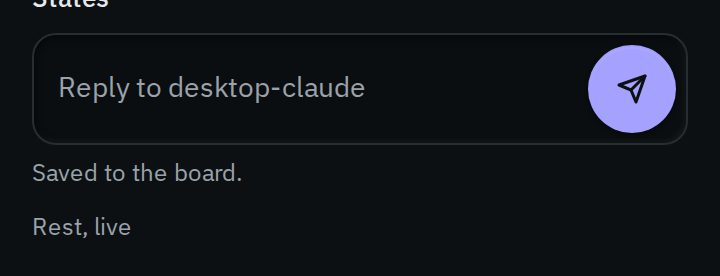 States
Reply to desktop-claude
Saved to the board.
Rest, live